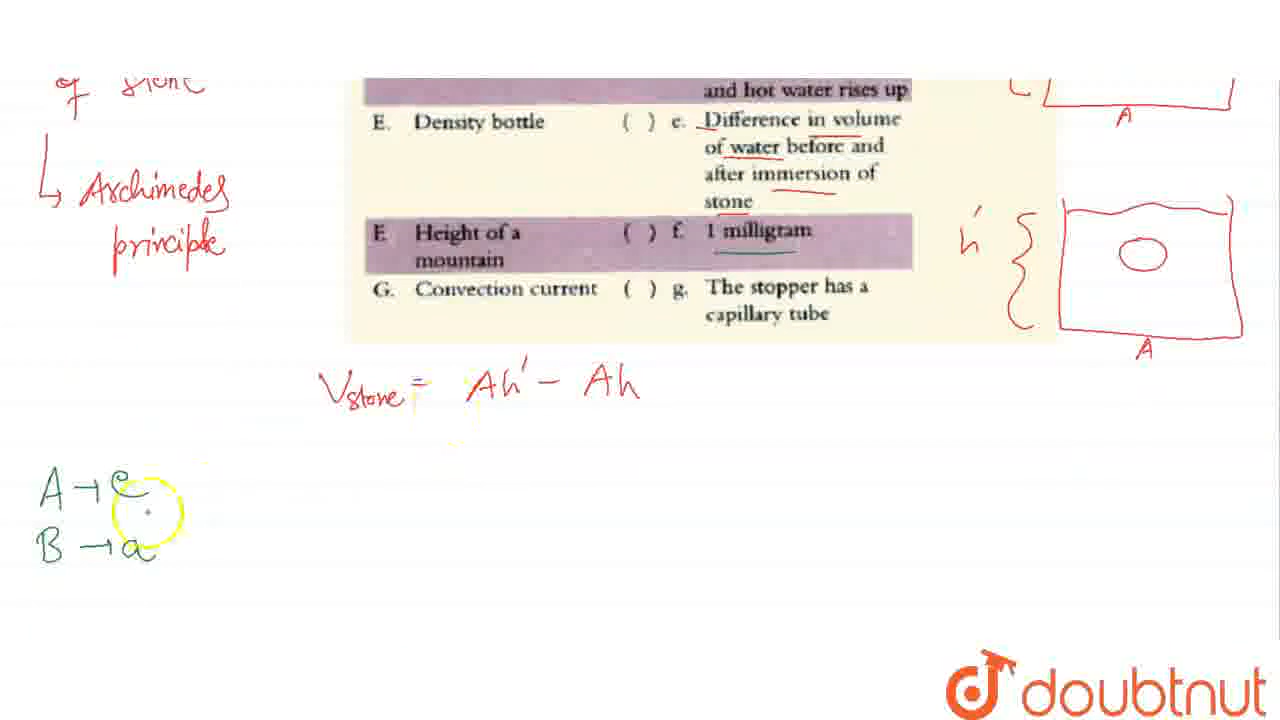 of stone
and hot water rises up
E. Density bottle ( ) e. Difference in volume
of water before and
after immersion of
stone
F. Height of a ( ) f. 1 milligram
mountain
G. Convection current ( ) g. The stopper has a
capillary tube
↳ Archimedes
principle
A
h'
A
Vstone = Ah' - Ah
A → e
B → a
doubtnut